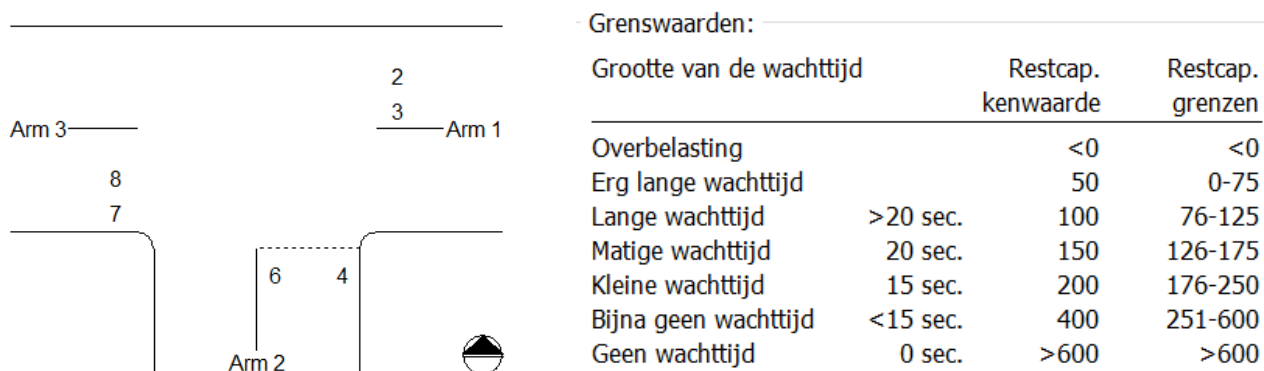 2
3
Arm 3
Arm 1
8
7
6 4
Arm 2
Grenswaarden:
Grootte van de wachttijd Restcap. Restcap.
kenwaarde grenzen
Overbelasting <0 <0
Erg lange wachttijd 50 0-75
Lange wachttijd >20 sec. 100 76-125
Matige wachttijd 20 sec. 150 126-175
Kleine wachttijd 15 sec. 200 176-250
Bijna geen wachttijd <15 sec. 400 251-600
Geen wachttijd 0 sec. >600 >600